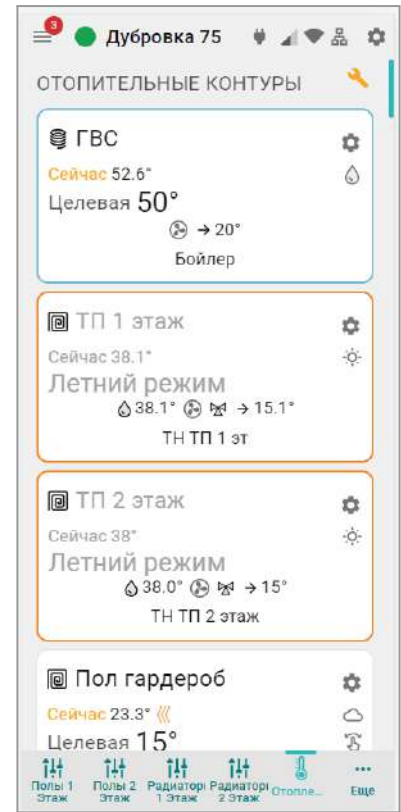 3
Дубровка 75
ОТОПИТЕЛЬНЫЕ КОНТУРЫ
ГВС
Сейчас 52.6°
Целевая 50°
→ 20°
Бойлер
ТП 1 этаж
Сейчас 38.1°
Летний режим
38.1° → 15.1°
ТН ТП 1 эт
ТП 2 этаж
Сейчас 38°
Летний режим
38.0° → 15°
ТН ТП 2 этаж
Пол гардероб
Сейчас 23.3°
Целевая 15°
Полы 1 Полы 2 Радиаторі Радиаторі Отопле... Еще
Этаж Этаж 1 Этаж 2 Этаж